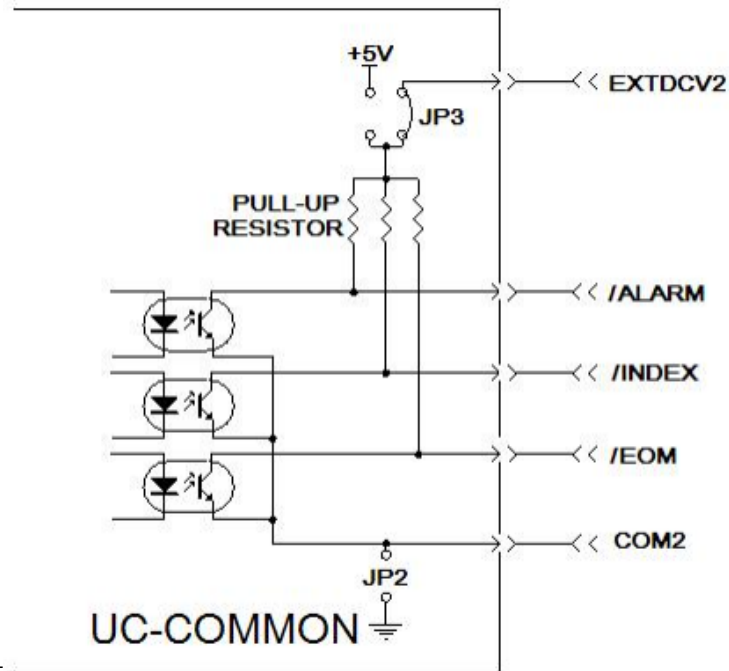 +5V
EXTDCV2
JP3
PULL-UP
RESISTOR
/ALARM
/INDEX
/EOM
COM2
JP2
UC-COMMON